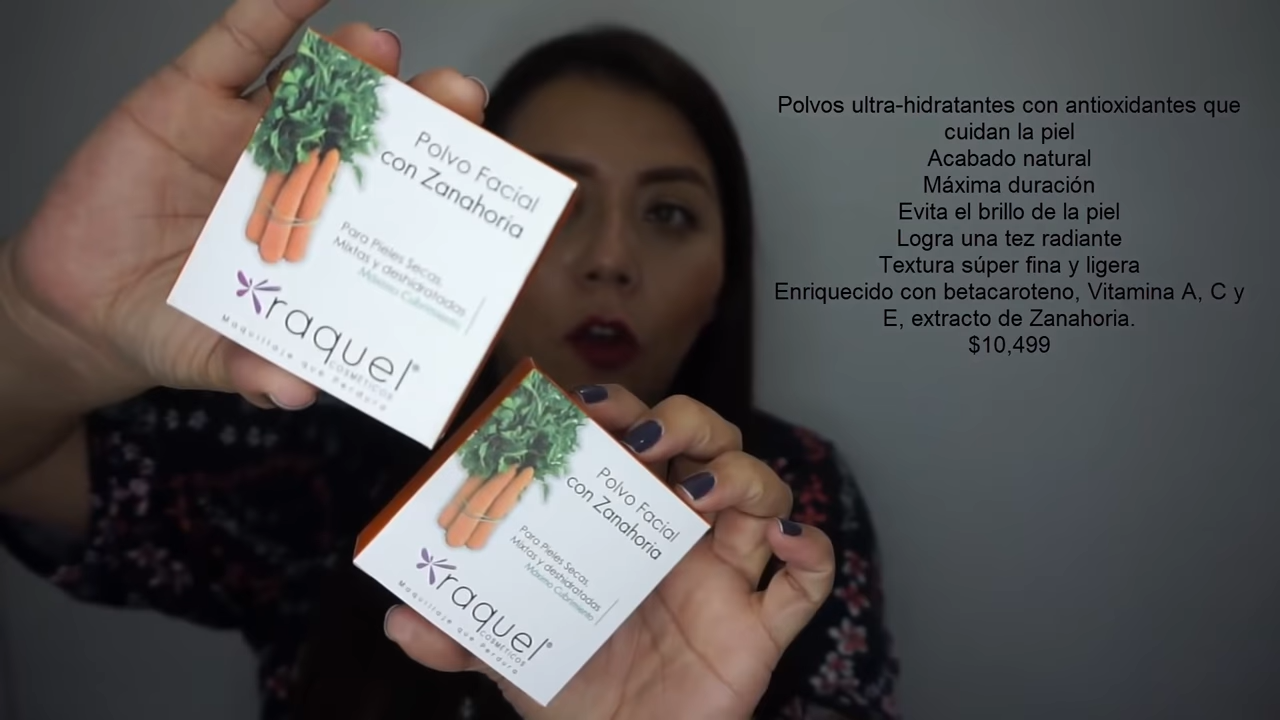 Polvo Facial
con Zanahoria
Para Pieles Secas,
Mixtas y deshidratadas
Máximo Cubrimiento
raquel®
COSMÉTICOS
Maquillaje que Perdura
Polvo Facial
con Zanahoria
Para Pieles Secas,
Mixtas y deshidratadas
Máximo Cubrimiento
raquel®
COSMÉTICOS
Maquillaje que Perdura
Polvos ultra-hidratantes con antioxidantes que
cuidan la piel
Acabado natural
Máxima duración
Evita el brillo de la piel
Logra una tez radiante
Textura súper fina y ligera
Enriquecido con betacaroteno, Vitamina A, C y
E, extracto de Zanahoria.
$10,499